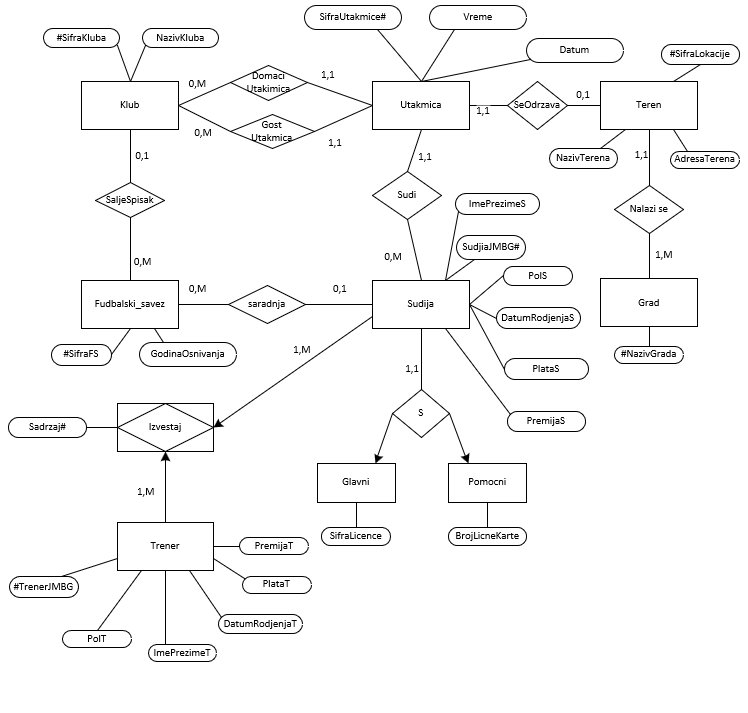 SifraUtakmice#
Vreme
#SifraKluba
NazivKluba
Datum
#SifraLokacije
0,M
Domaci
Utakimica
1,1
Klub
Utakmica
SeOdrzava
0,1
Teren
1,1
0,M
Gost
Utakmica
1,1
0,1
1,1
NazivTerena
1,1
AdresaTerena
SaljeSpisak
Sudi
ImePrezimeS
Nalazi se
SudjiaJMBG#
0,M
0,M
1,M
PolS
0,M
0,1
Fudbalski_savez
saradnja
Sudija
Grad
DatumRodjenjaS
#SifraFS
GodinaOsnivanja
1,M
#NazivGrada
1,1
PlataS
Sadrzaj#
Izvestaj
S
PremijaS
Glavni
Pomocni
1,M
SifraLicence
BrojLicneKarte
Trener
PremijaT
#TrenerJMBG
PlataT
DatumRodjenjaT
PolT
ImePrezimeT